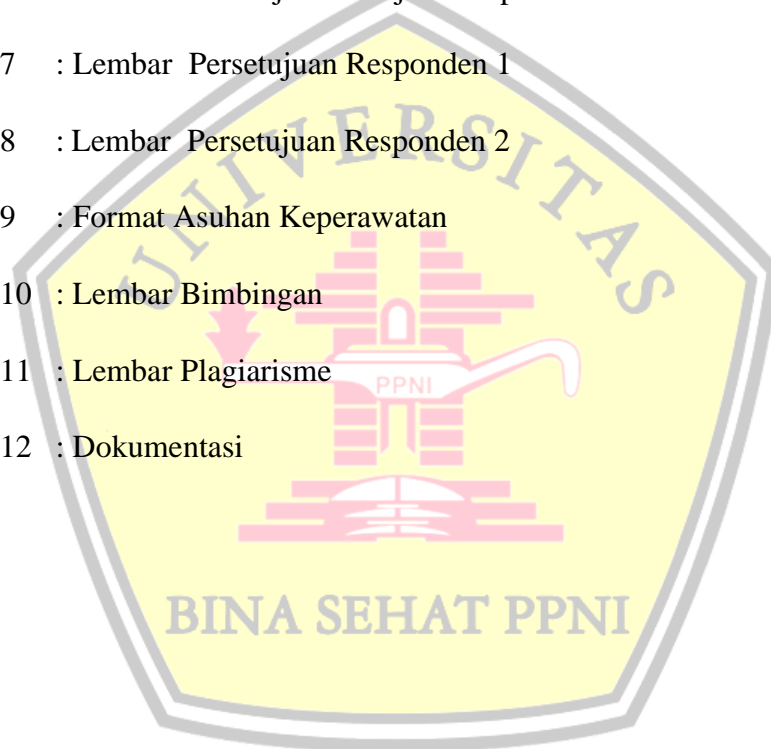 7 : Lembar Persetujuan Responden 1
8 : Lembar Persetujuan Responden 2
9 : Format Asuhan Keperawatan
10 : Lembar Bimbingan
11 : Lembar Plagiarisme
12 : Dokumentasi
UNIVERSITAS
PPNI
BINA SEHAT PPNI